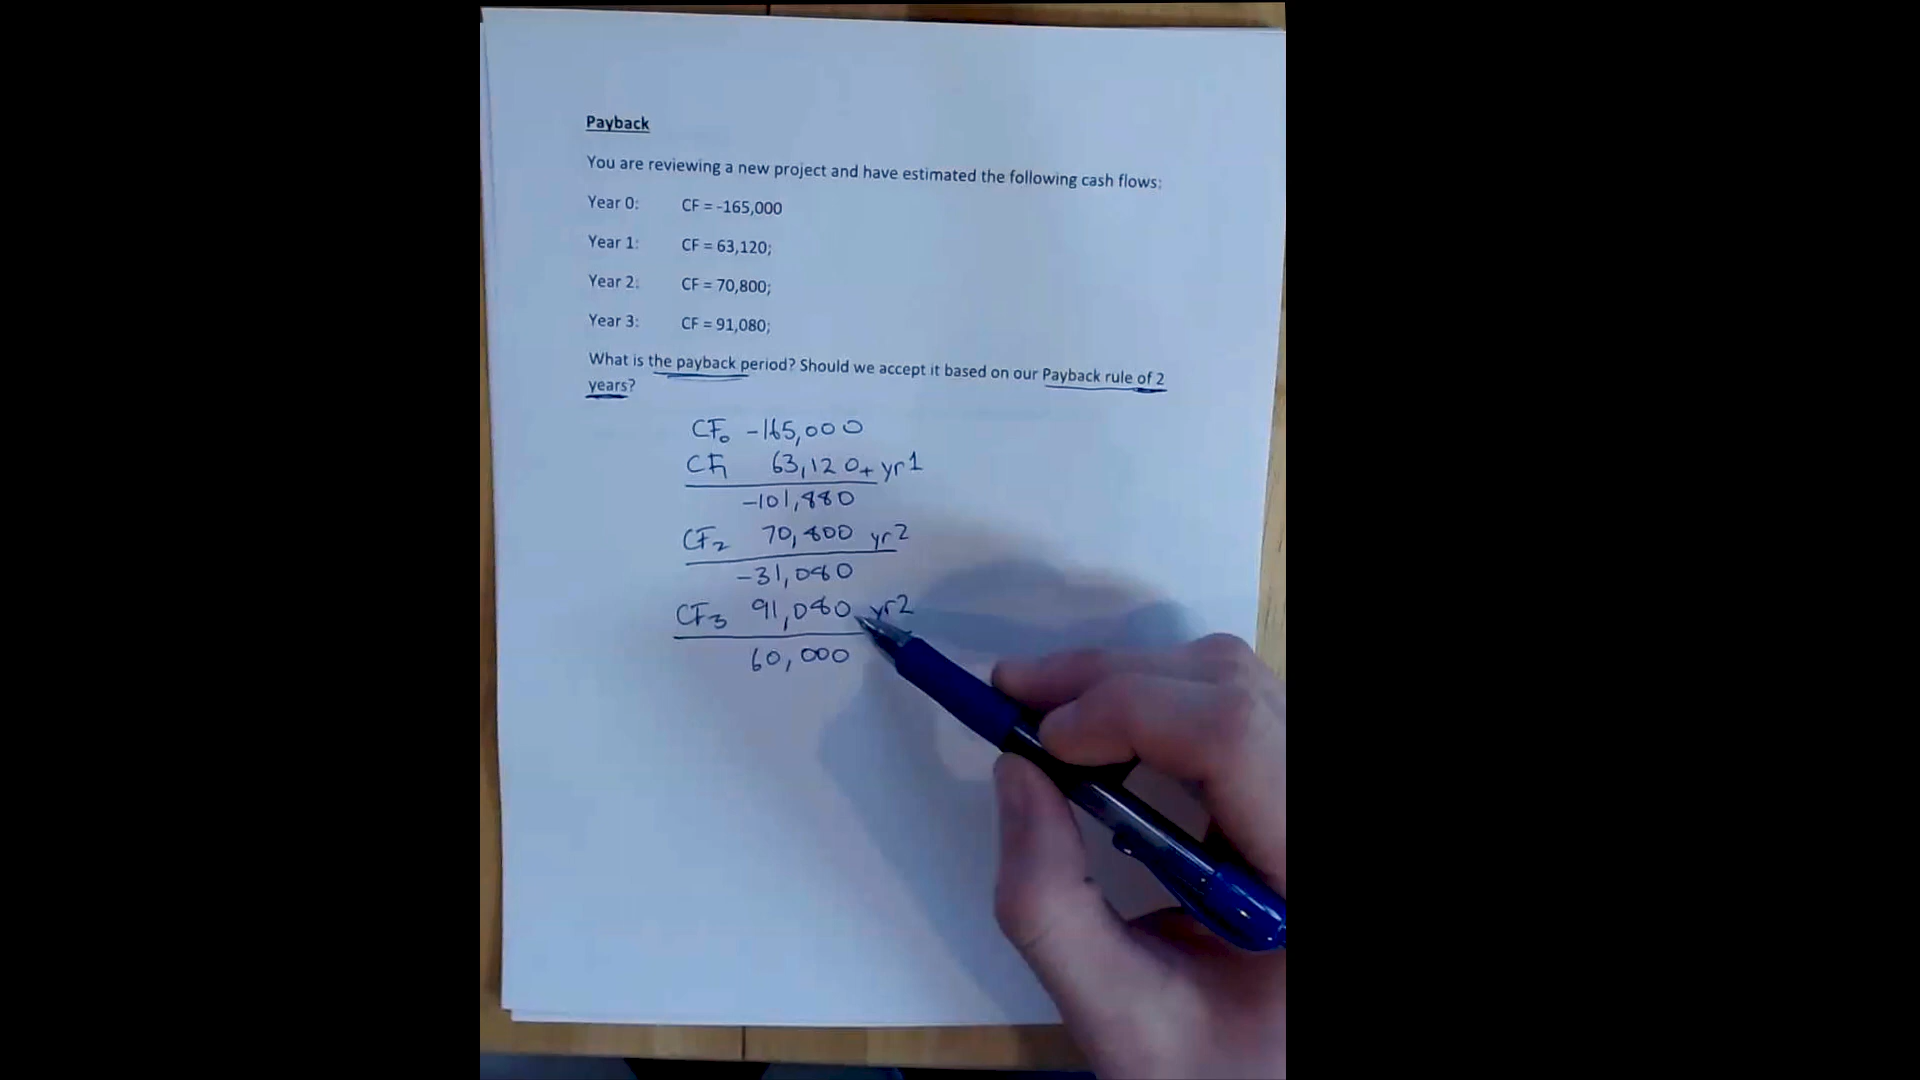 Payback
You are reviewing a new project and have estimated the following cash flows:
Year 0: CF = -165,000
Year 1: CF = 63,120;
Year 2: CF = 70,800;
Year 3: CF = 91,080;
What is the payback period? Should we accept it based on our Payback rule of 2
years?
CF0 -165,000
CF1 63,120+ yr1
-101,880
CF2 70,800 yr2
-31,080
CF3 91,080 yr2
60,000